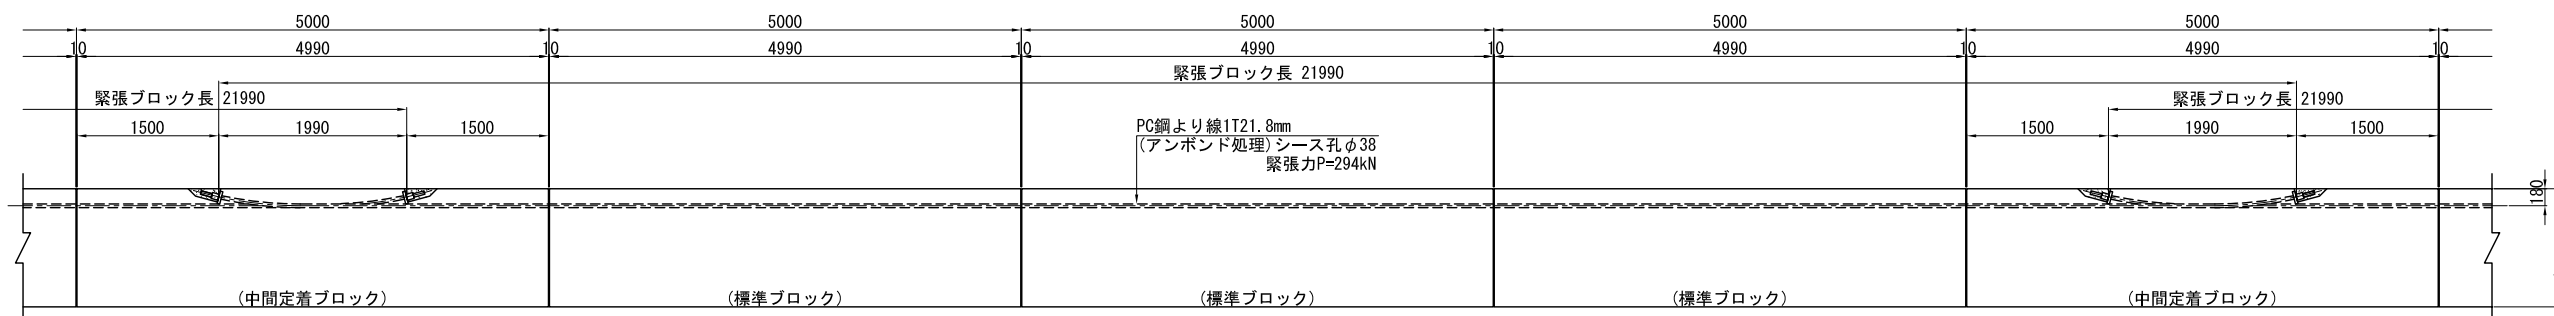 5000 5000 5000 5000 5000
10 4990 10 4990 10 4990 10 4990 10 4990 10
緊張ブロック長 21990
緊張ブロック長 21990
緊張ブロック長 21990
1500 1990 1500
PC鋼より線1T21.8mm
(アンボンド処理)シース孔φ38
緊張力P=294kN
1500 1990 1500
180
(中間定着ブロック) (標準ブロック) (標準ブロック) (標準ブロック) (中間定着ブロック)